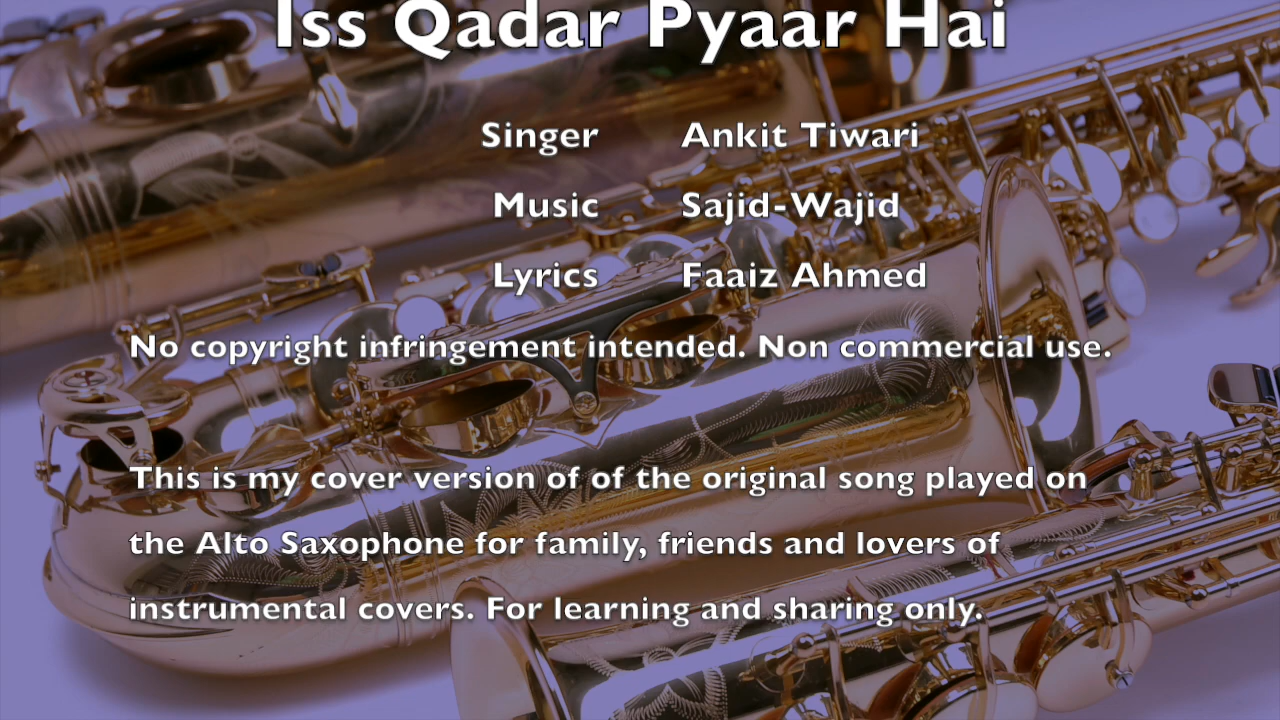 Iss Qadar Pyaar Hai
Singer Ankit Tiwari
Music Sajid-Wajid
Lyrics Faaiz Ahmed
No copyright infringement intended. Non commercial use.
This is my cover version of of the original song played on
the Alto Saxophone for family, friends and lovers of
instrumental covers. For learning and sharing only.